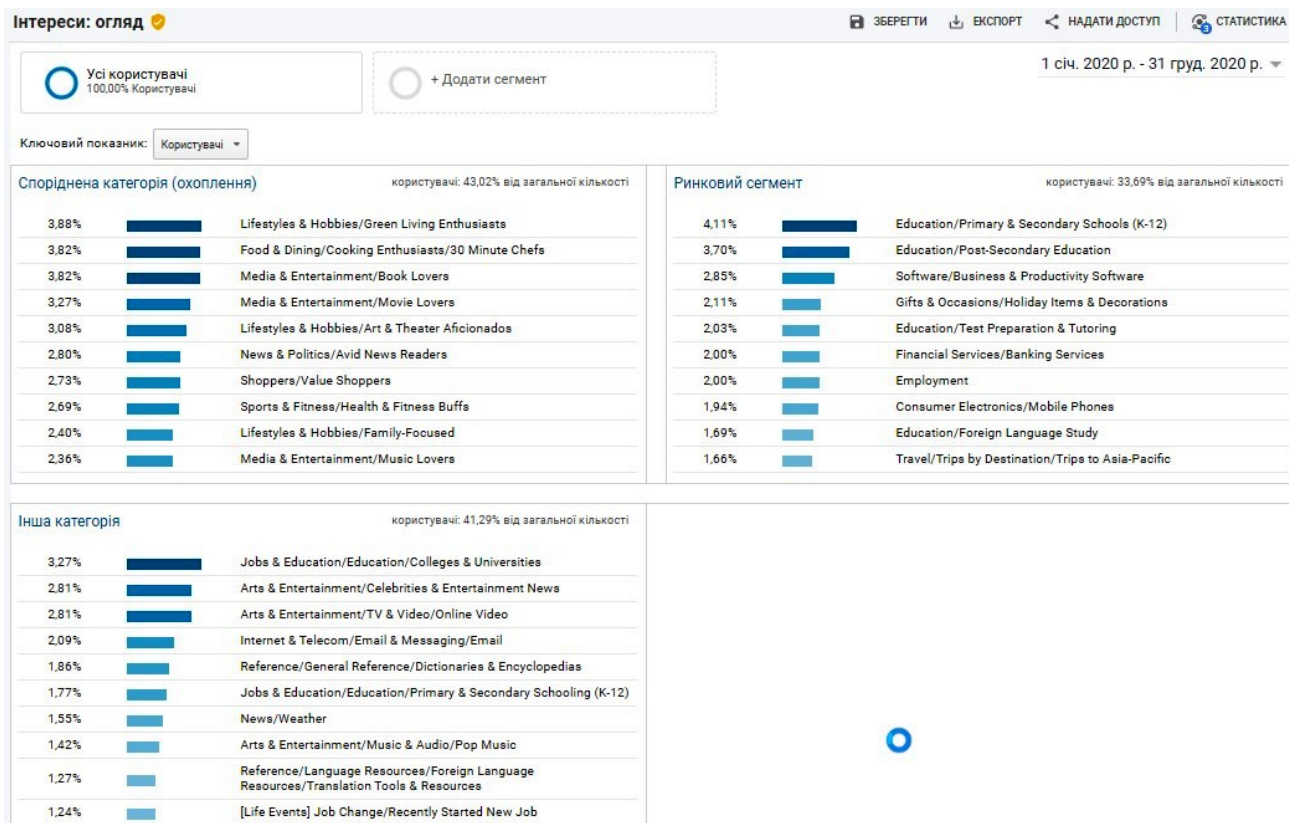 Інтереси: огляд
ЗБЕРЕГТИ ЕКСПОРТ НАДАТИ ДОСТУП 3 СТАТИСТИКА
Усі користувачі
100,00% Користувачі
+ Додати сегмент
1 січ. 2020 р. - 31 груд. 2020 р.
Ключовий показник: Користувачі
Споріднена категорія (охоплення) користувачі: 43,02% від загальної кількості
3,88% Lifestyles & Hobbies/Green Living Enthusiasts
3,82% Food & Dining/Cooking Enthusiasts/30 Minute Chefs
3,82% Media & Entertainment/Book Lovers
3,27% Media & Entertainment/Movie Lovers
3,08% Lifestyles & Hobbies/Art & Theater Aficionados
2,80% News & Politics/Avid News Readers
2,73% Shoppers/Value Shoppers
2,69% Sports & Fitness/Health & Fitness Buffs
2,40% Lifestyles & Hobbies/Family-Focused
2,36% Media & Entertainment/Music Lovers
Ринковий сегмент користувачі: 33,69% від загальної кількості
4,11% Education/Primary & Secondary Schools (K-12)
3,70% Education/Post-Secondary Education
2,85% Software/Business & Productivity Software
2,11% Gifts & Occasions/Holiday Items & Decorations
2,03% Education/Test Preparation & Tutoring
2,00% Financial Services/Banking Services
2,00% Employment
1,94% Consumer Electronics/Mobile Phones
1,69% Education/Foreign Language Study
1,66% Travel/Trips by Destination/Trips to Asia-Pacific
Інша категорія користувачі: 41,29% від загальної кількості
3,27% Jobs & Education/Education/Colleges & Universities
2,81% Arts & Entertainment/Celebrities & Entertainment News
2,81% Arts & Entertainment/TV & Video/Online Video
2,09% Internet & Telecom/Email & Messaging/Email
1,86% Reference/General Reference/Dictionaries & Encyclopedias
1,77% Jobs & Education/Education/Primary & Secondary Schooling (K-12)
1,55% News/Weather
1,42% Arts & Entertainment/Music & Audio/Pop Music
1,27% Reference/Language Resources/Foreign Language
Resources/Translation Tools & Resources
1,24% [Life Events] Job Change/Recently Started New Job